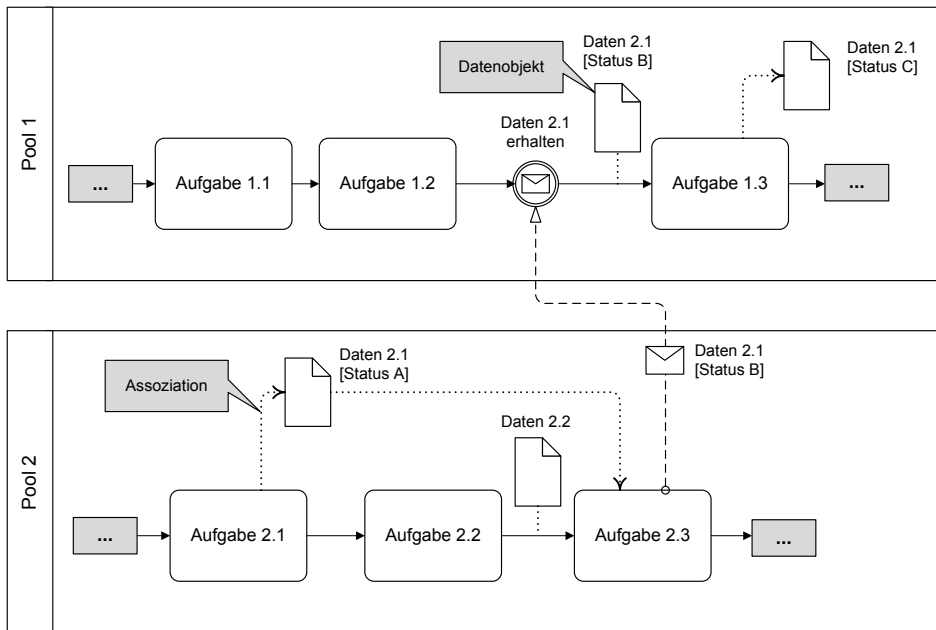 Pool 1
Datenobjekt
Daten 2.1
[Status B]
Daten 2.1
[Status C]
Daten 2.1
erhalten
...
Aufgabe 1.1
Aufgabe 1.2
Aufgabe 1.3
...
Pool 2
Assoziation
Daten 2.1
[Status A]
Daten 2.1
[Status B]
Daten 2.2
...
Aufgabe 2.1
Aufgabe 2.2
Aufgabe 2.3
...